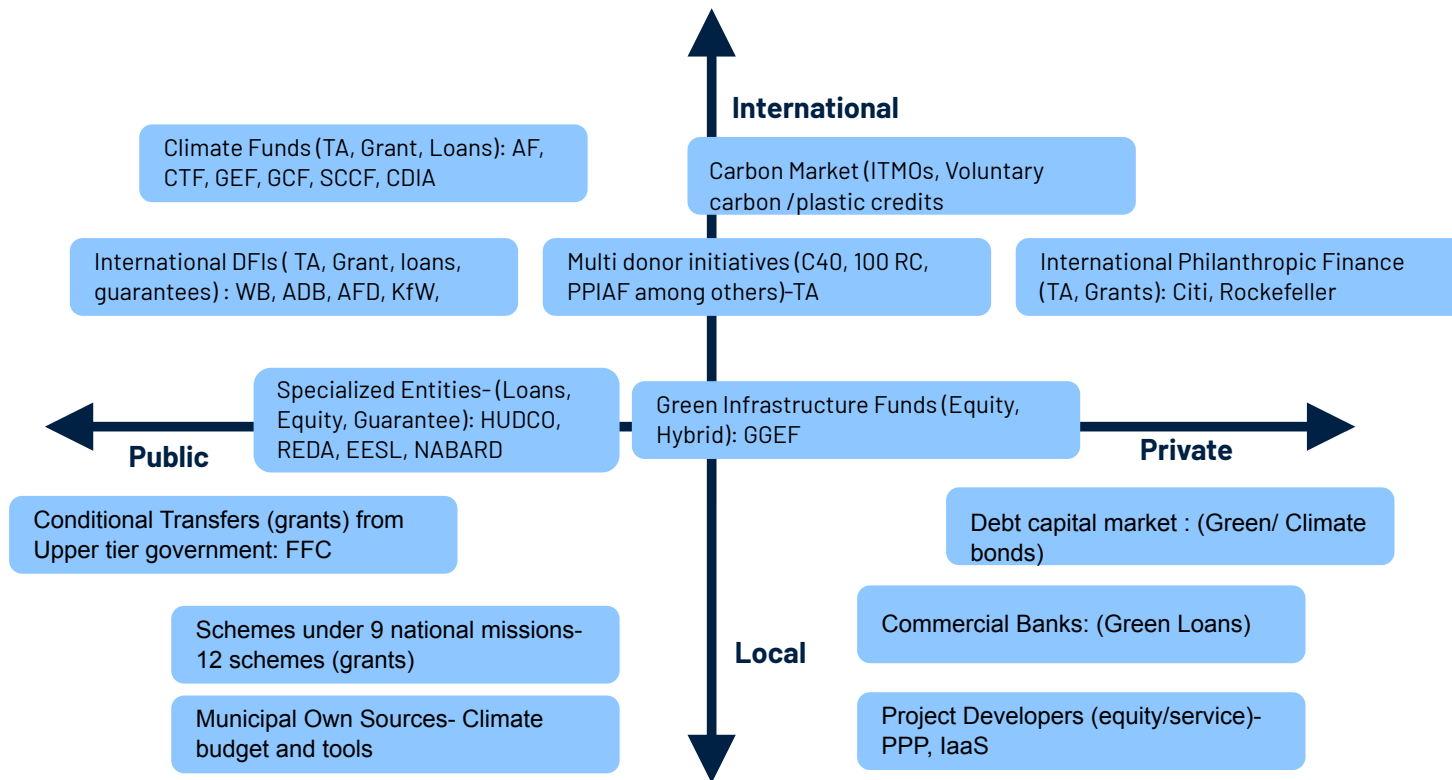 International
Climate Funds (TA, Grant, Loans): AF,
CTF, GEF, GCF, SCCF, CDIA
Carbon Market (ITMOs, Voluntary
carbon /plastic credits
International DFIs ( TA, Grant, loans,
guarantees) : WB, ADB, AFD, KfW,
Multi donor initiatives (C40, 100 RC,
PPIAF among others)-TA
International Philanthropic Finance
(TA, Grants): Citi, Rockefeller
Specialized Entities- (Loans,
Equity, Guarantee): HUDCO,
REDA, EESL, NABARD
Green Infrastructure Funds (Equity,
Hybrid): GGEF
Public
Private
Conditional Transfers (grants) from
Upper tier government: FFC
Debt capital market : (Green/ Climate
bonds)
Schemes under 9 national missions-
12 schemes (grants)
Local
Commercial Banks: (Green Loans)
Municipal Own Sources- Climate
budget and tools
Project Developers (equity/service)-
PPP, IaaS